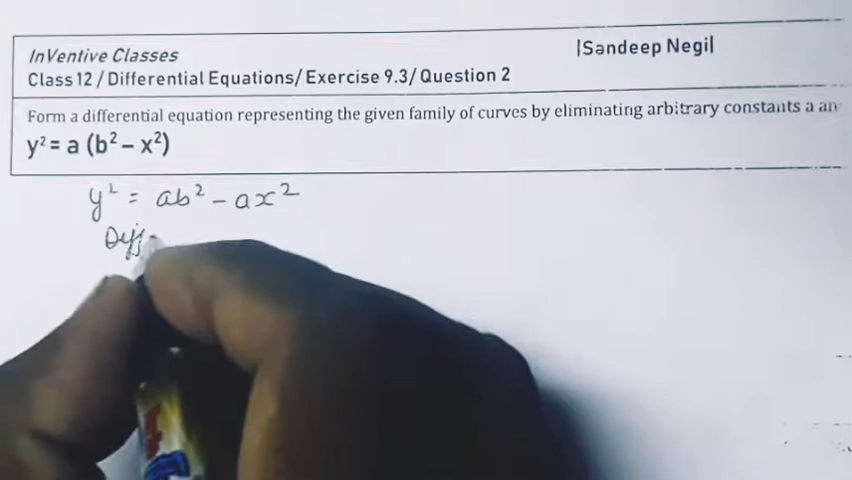 InVentive Classes
|Sandeep Negi|
Class 12 / Differential Equations/ Exercise 9.3/ Question 2
Form a differential equation representing the given family of curves by eliminating arbitrary constants a an
y² = a (b² – x²)
y² = ab² - ax²
Diff